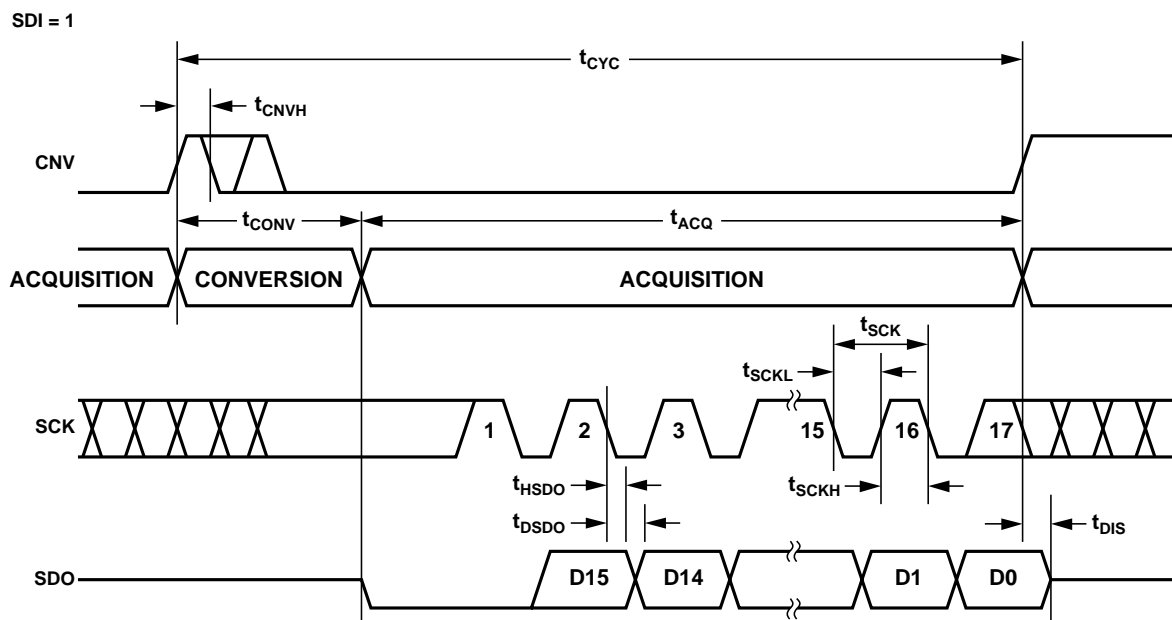 SDI = 1
tCYC
tCNVH
CNV
tCONV
tACQ
ACQUISITION
CONVERSION
ACQUISITION
tSCK
tSCKL
SCK
1
2
3
15
16
17
tHSDO
tSCKH
tDSDO
tDIS
SDO
D15
D14
D1
D0